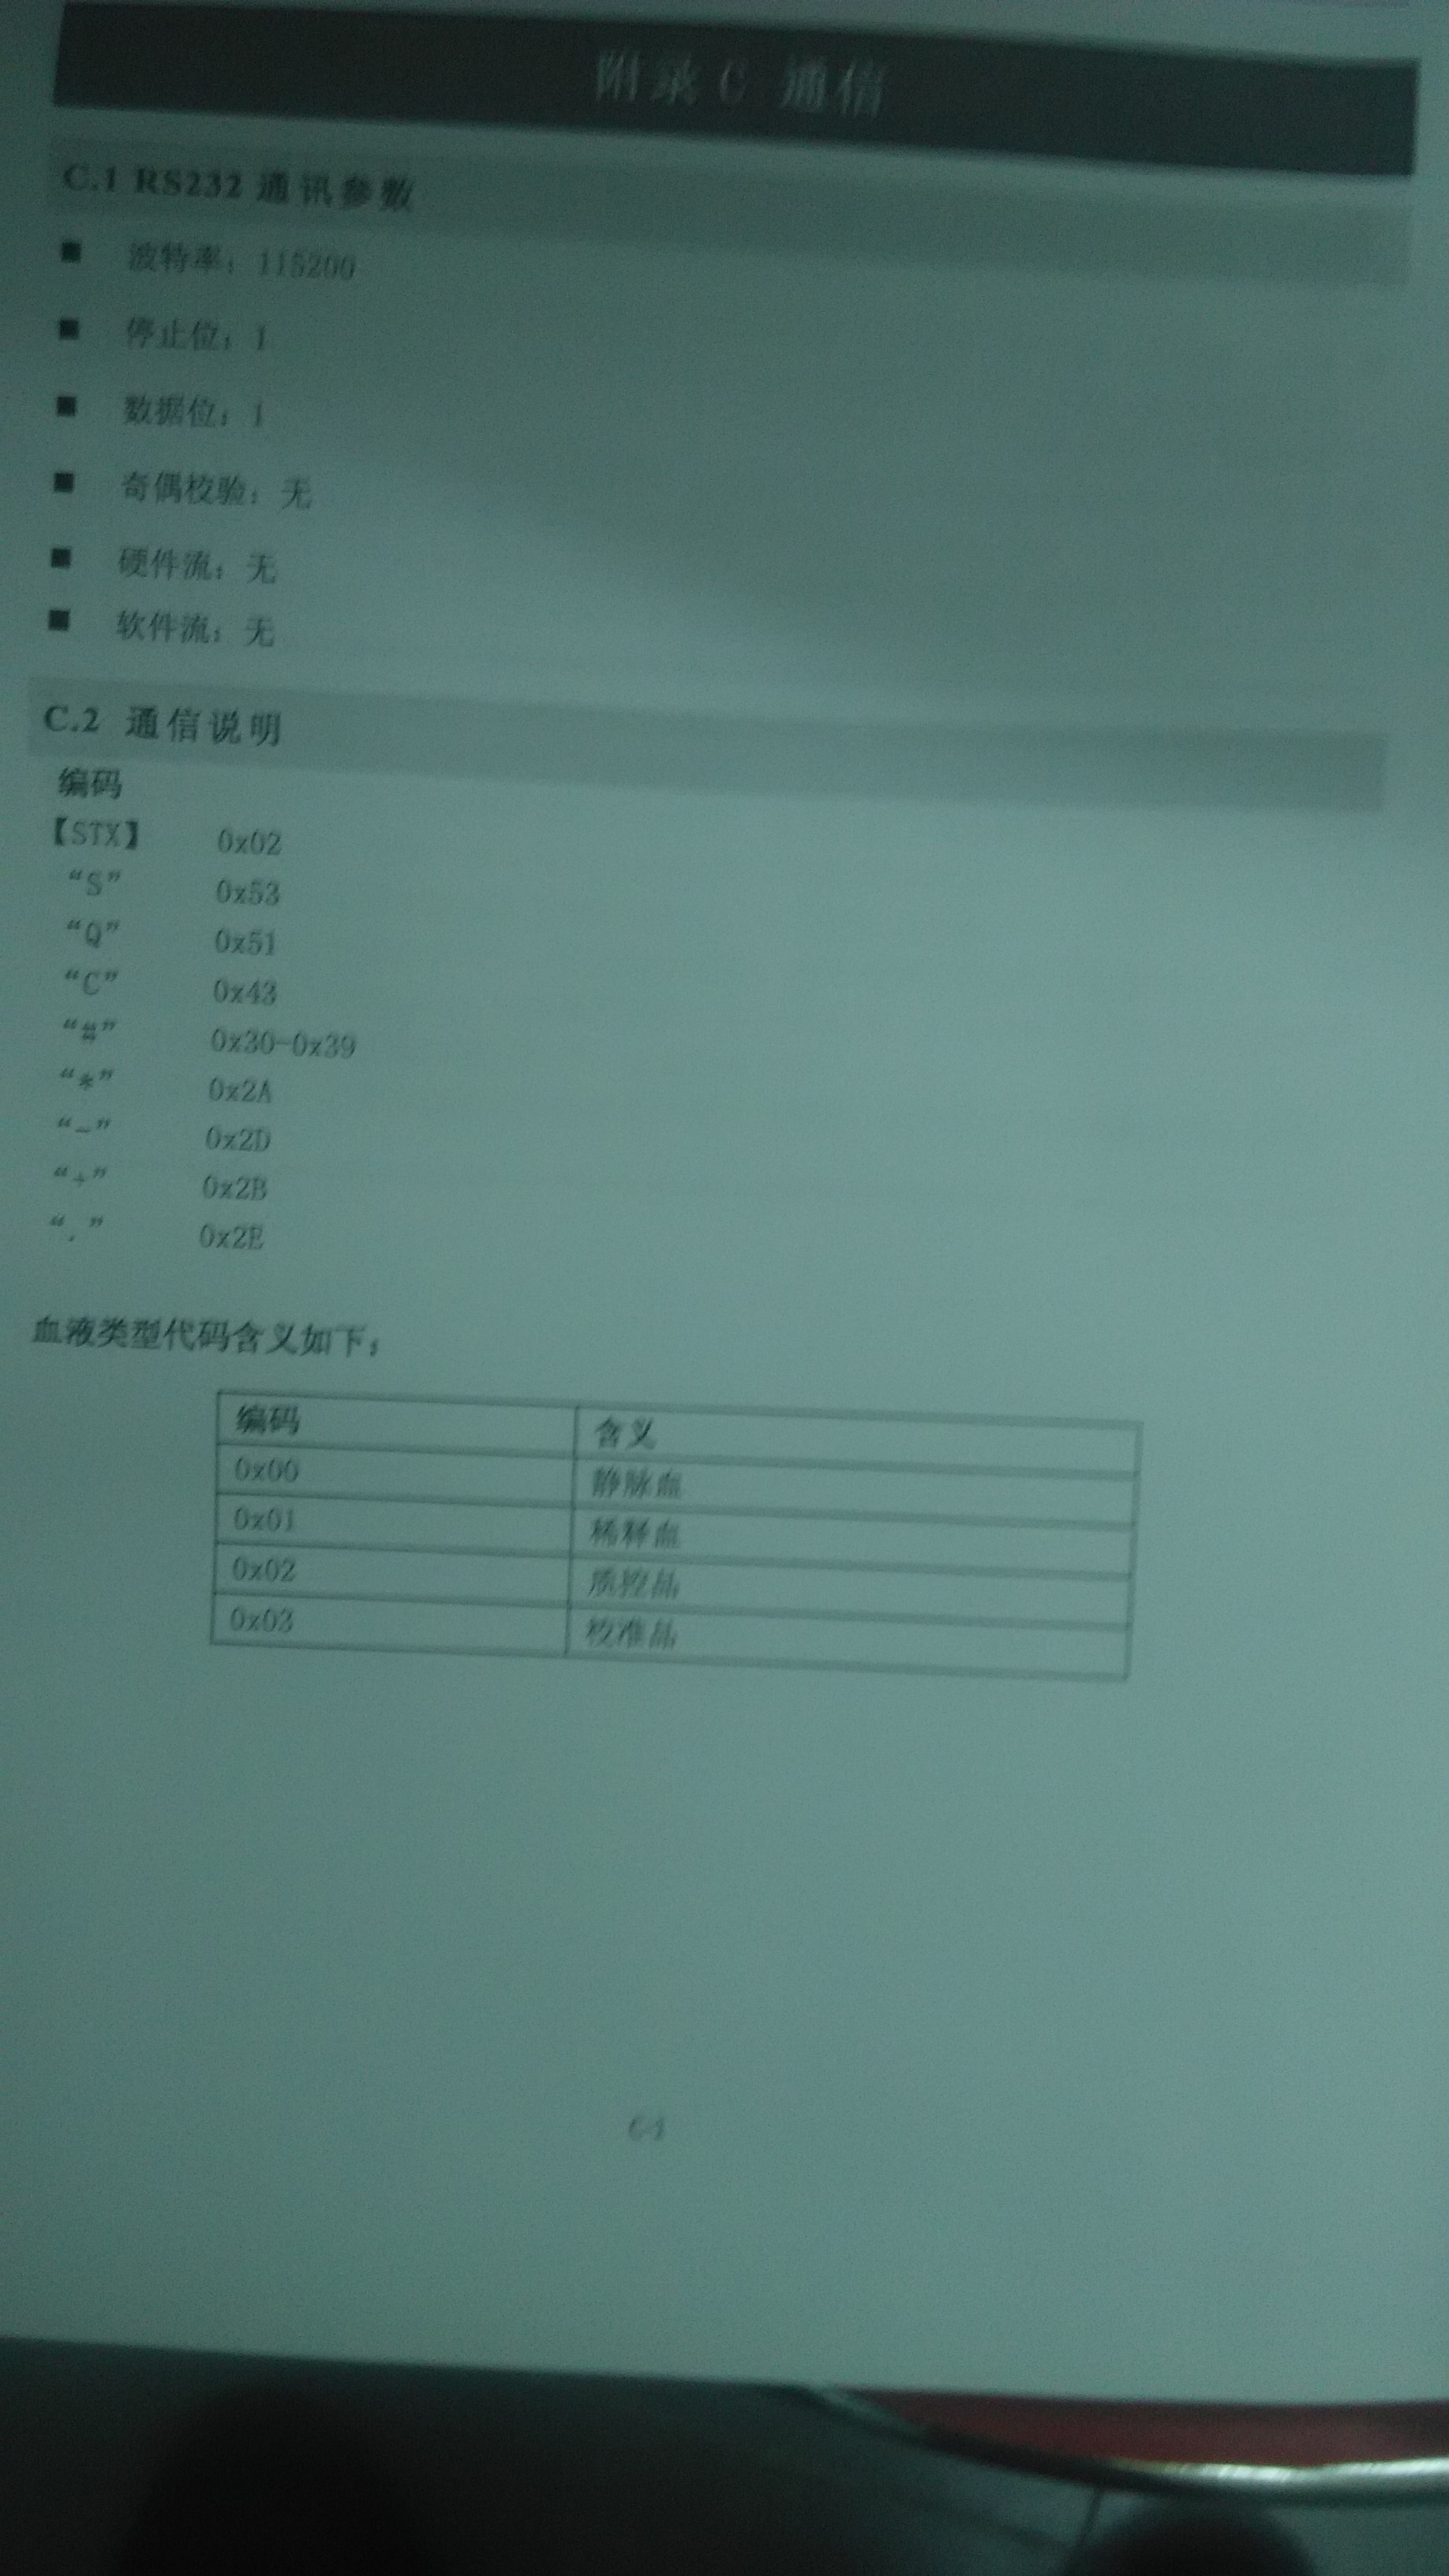 附录 C 通信
C.1 RS232 通讯参数
■ 波特率：115200
■ 停止位：1
■ 数据位：1
■ 奇偶校验：无
■ 硬件流：无
■ 软件流：无
C.2 通信说明
编码
【STX】 0x02
“S” 0x53
“Q” 0x51
“C” 0x43
“#” 0x30-0x39
“*” 0x2A
“-” 0x2D
“+” 0x2B
“.” 0x2E
血液类型代码含义如下：
编码 含义
0x00 静脉血
0x01 稀释血
0x02 质控品
0x03 校准品